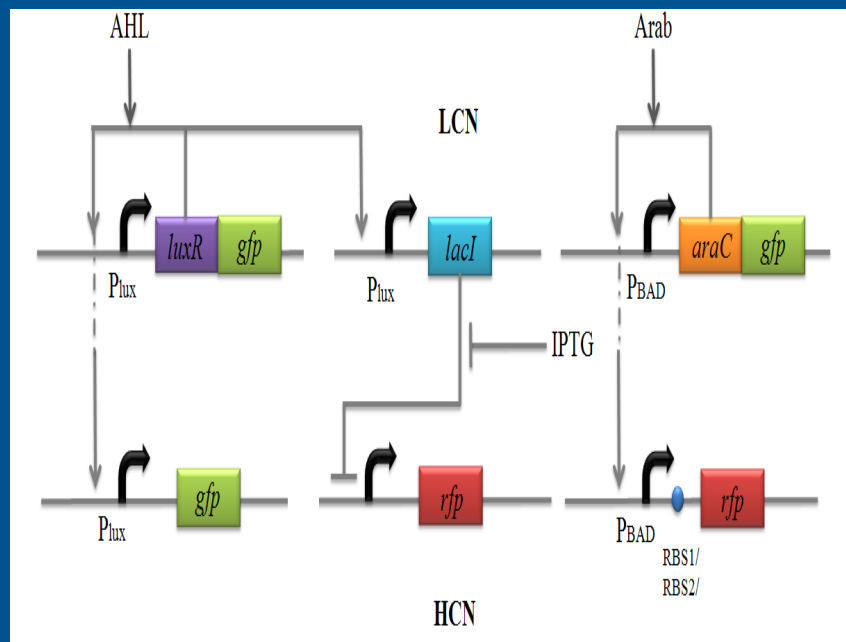 AHL
Arab
LCN
luxR
gfp
lacI
araC
gfp
Plux
Plux
PBAD
IPTG
gfp
rfp
rfp
Plux
PBAD
RBS1/
RBS2/
HCN